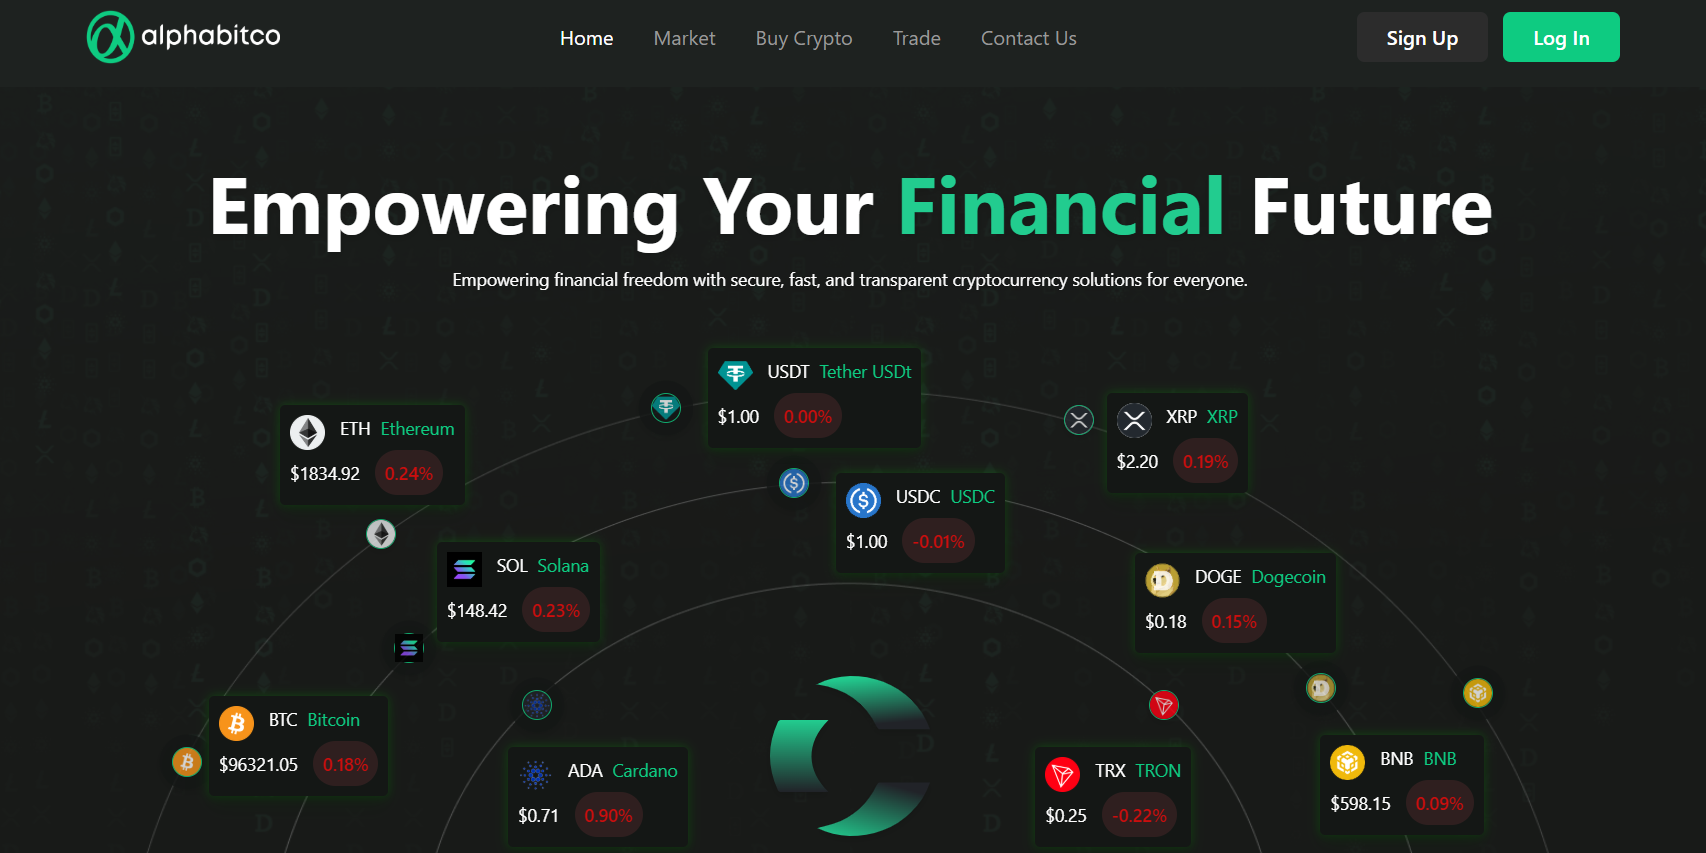 alphabitco
Home Market Buy Crypto Trade Contact Us
Sign Up Log In
Empowering Your Financial Future
Empowering financial freedom with secure, fast, and transparent cryptocurrency solutions for everyone.
USDT Tether USDt
$1.00 0.00%
XRP XRP
$2.20 0.19%
ETH Ethereum
$1834.92 0.24%
USDC USDC
$1.00 -0.01%
SOL Solana
$148.42 0.23%
DOGE Dogecoin
$0.18 0.15%
BTC Bitcoin
$96321.05 0.18%
BNB BNB
$598.15 0.09%
ADA Cardano
$0.71 0.90%
TRX TRON
$0.25 -0.22%